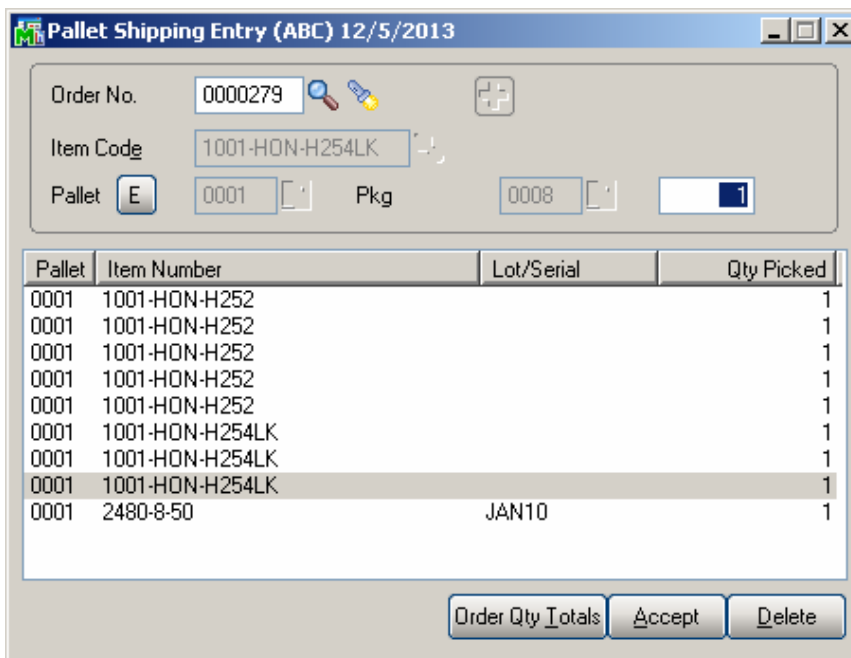 Pallet Shipping Entry (ABC) 12/5/2013
Order No. 0000279
Item Code 1001-HON-H254LK
Pallet E 0001 Pkg 0008 1
Pallet Item Number Lot/Serial Qty Picked
0001 1001-HON-H252 1
0001 1001-HON-H252 1
0001 1001-HON-H252 1
0001 1001-HON-H252 1
0001 1001-HON-H252 1
0001 1001-HON-H254LK 1
0001 1001-HON-H254LK 1
0001 1001-HON-H254LK 1
0001 2480-8-50 JAN10 1
Order Qty Totals Accept Delete